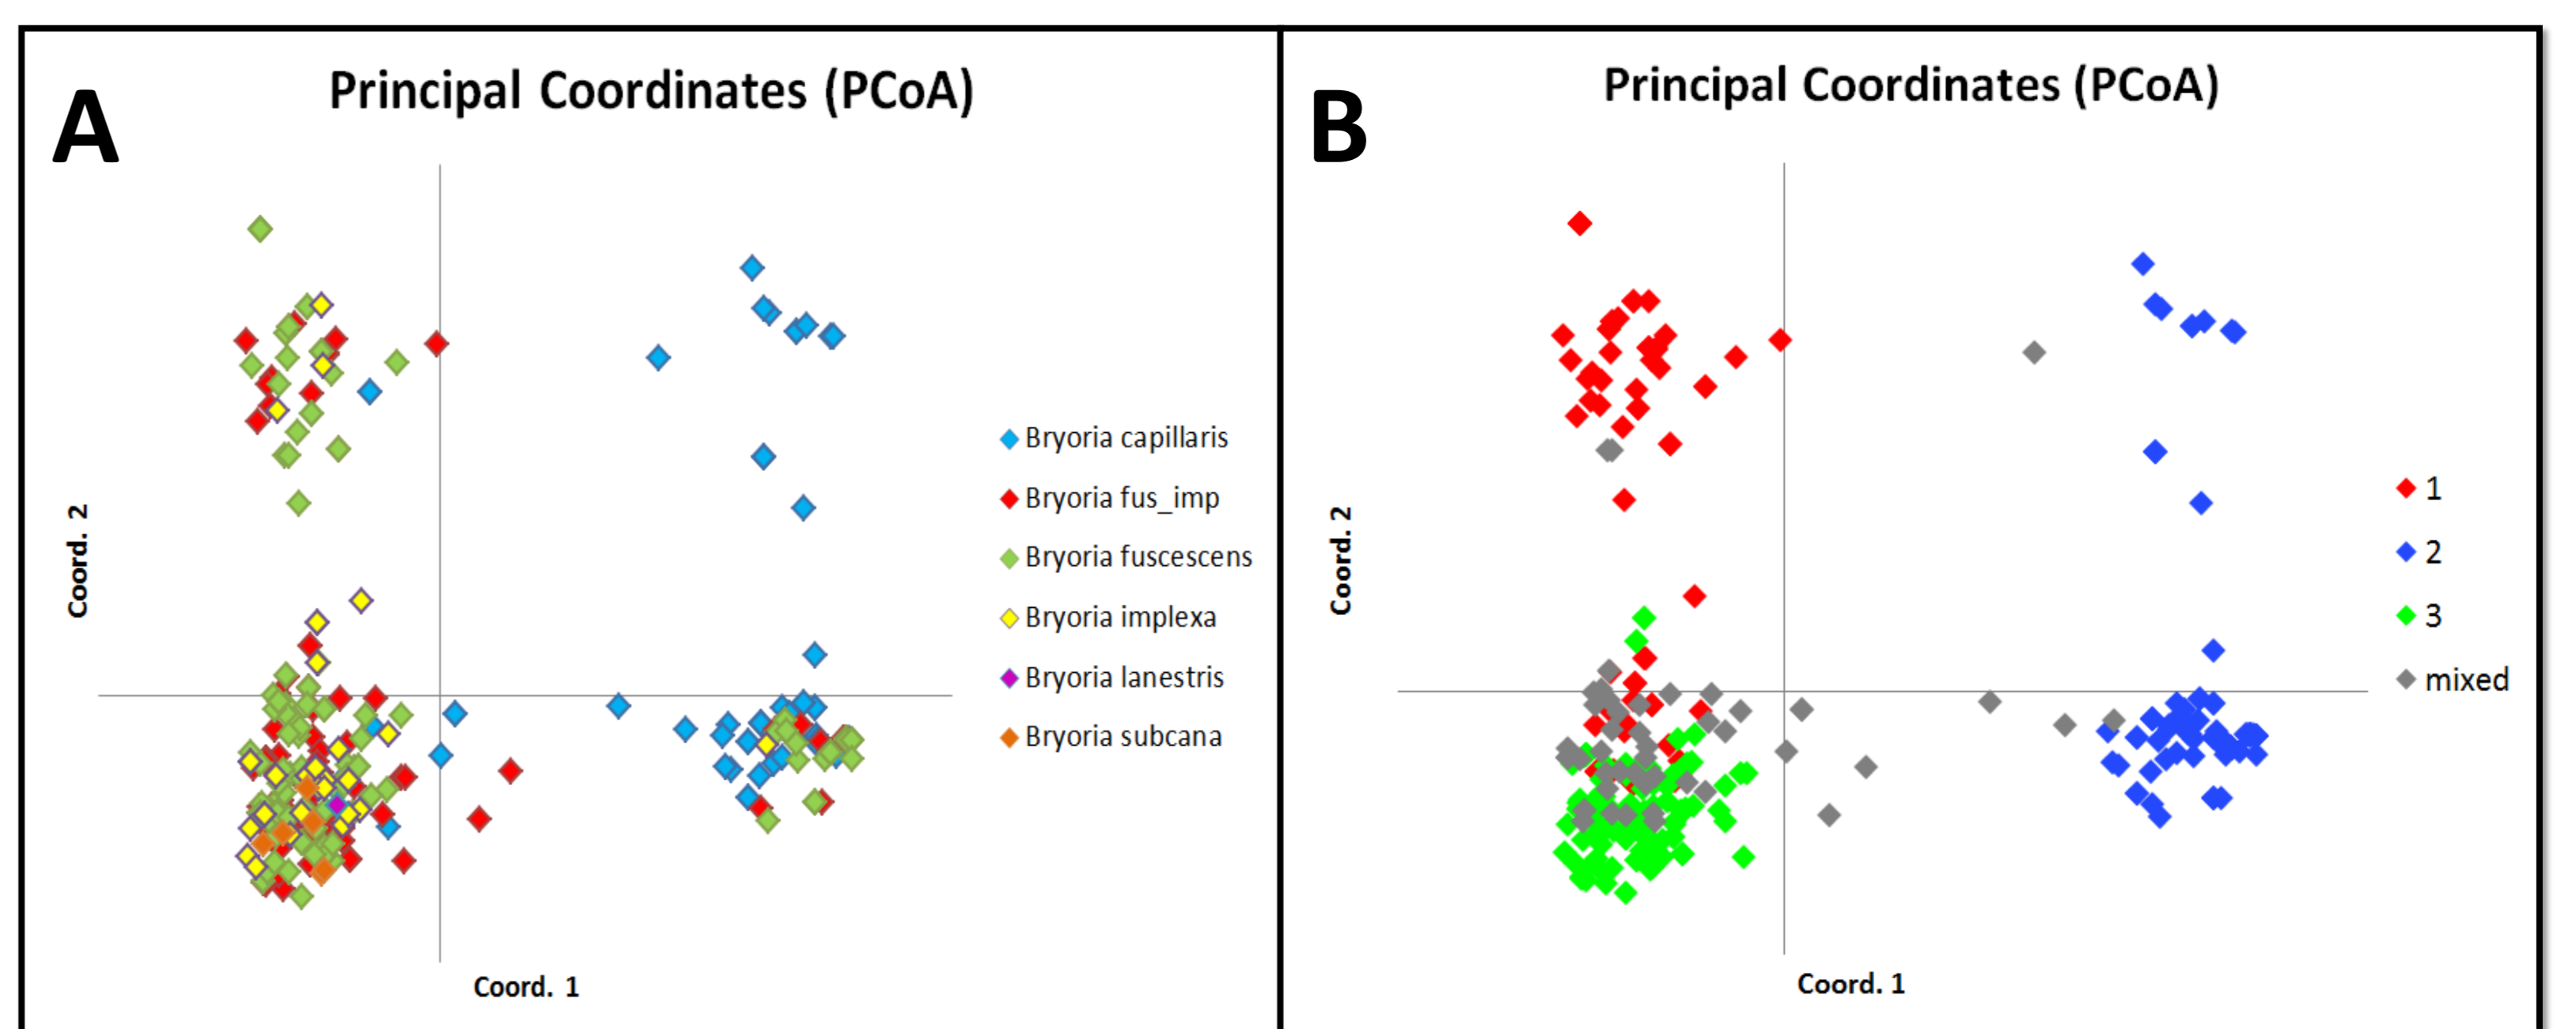 A
Principal Coordinates (PCoA)
Coord. 2
Coord. 1
Bryoria capillaris
Bryoria fus_imp
Bryoria fuscescens
Bryoria implexa
Bryoria lanestris
Bryoria subcana
B
Principal Coordinates (PCoA)
Coord. 2
Coord. 1
1
2
3
mixed